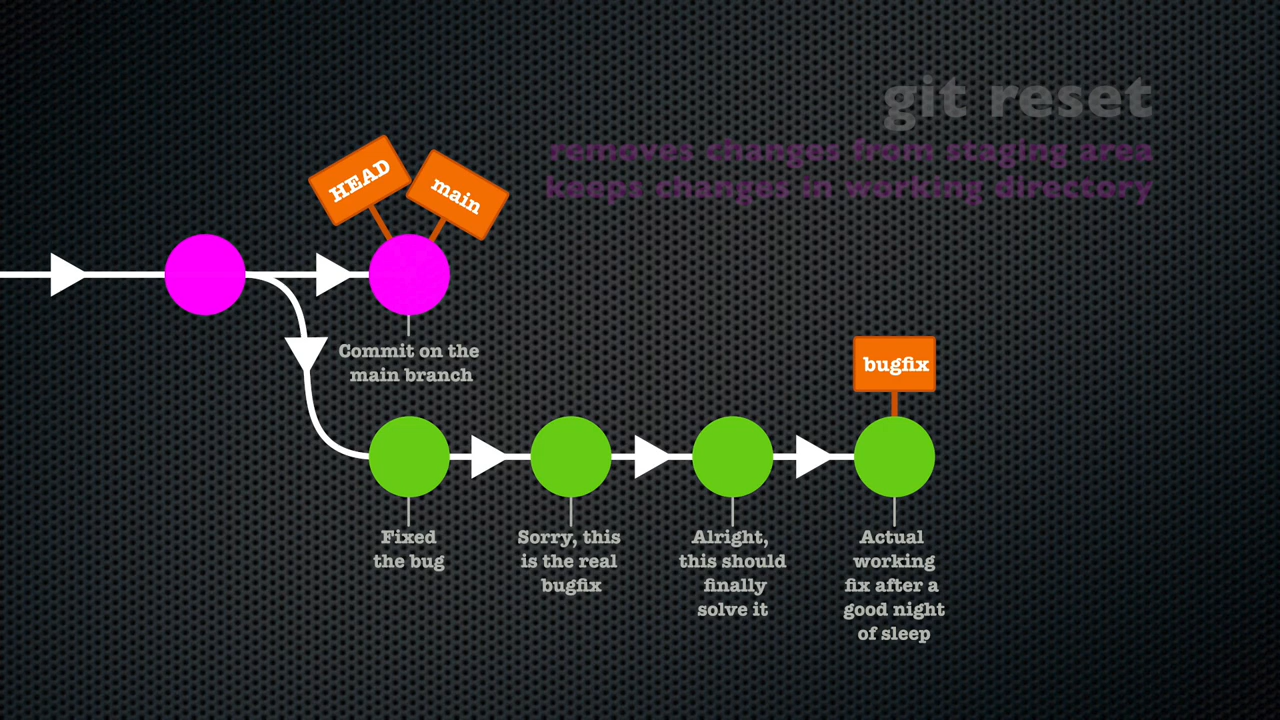 git reset
removes changes from staging area
keeps changes in working directory
HEAD
main
Commit on the
main branch
bugfix
Fixed
the bug
Sorry, this
is the real
bugfix
Alright,
this should
finally
solve it
Actual
working
fix after a
good night
of sleep